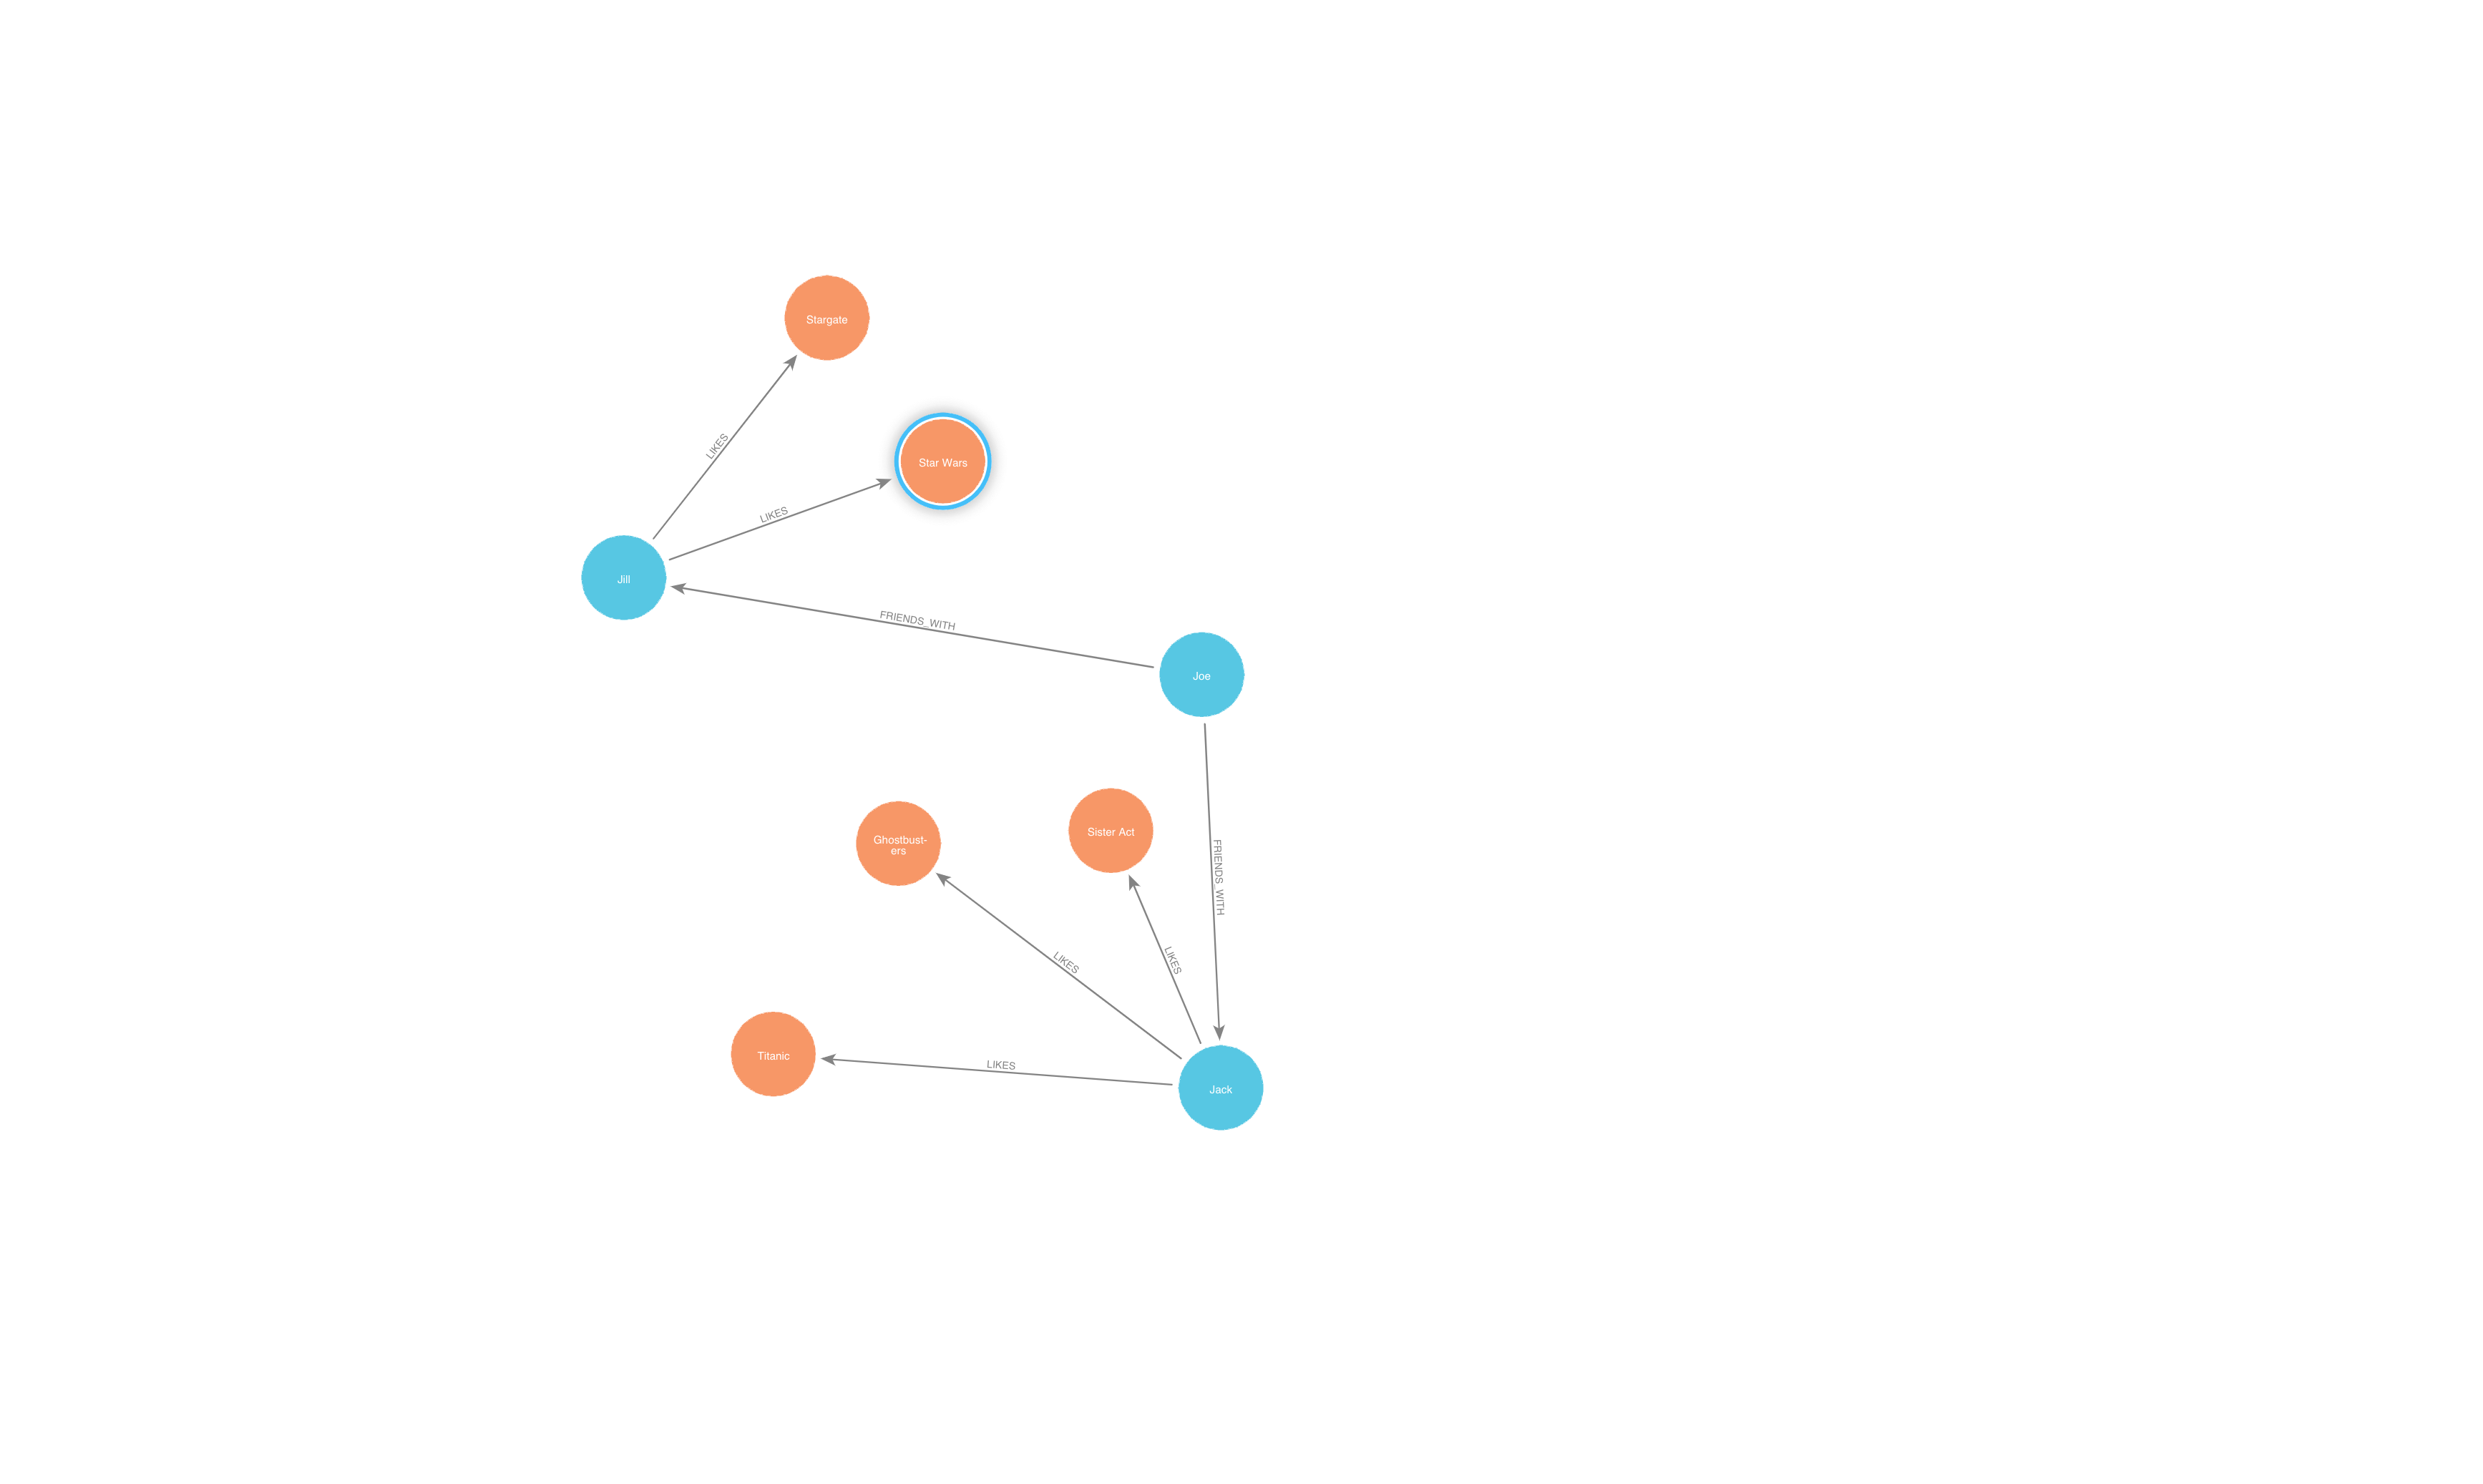 Stargate
LIKES
Star Wars
LIKES
Jill
FRIENDS_WITH
Joe
Ghostbust-
ers
Sister Act
FRIENDS_WITH
LIKES
LIKES
Titanic
LIKES
Jack